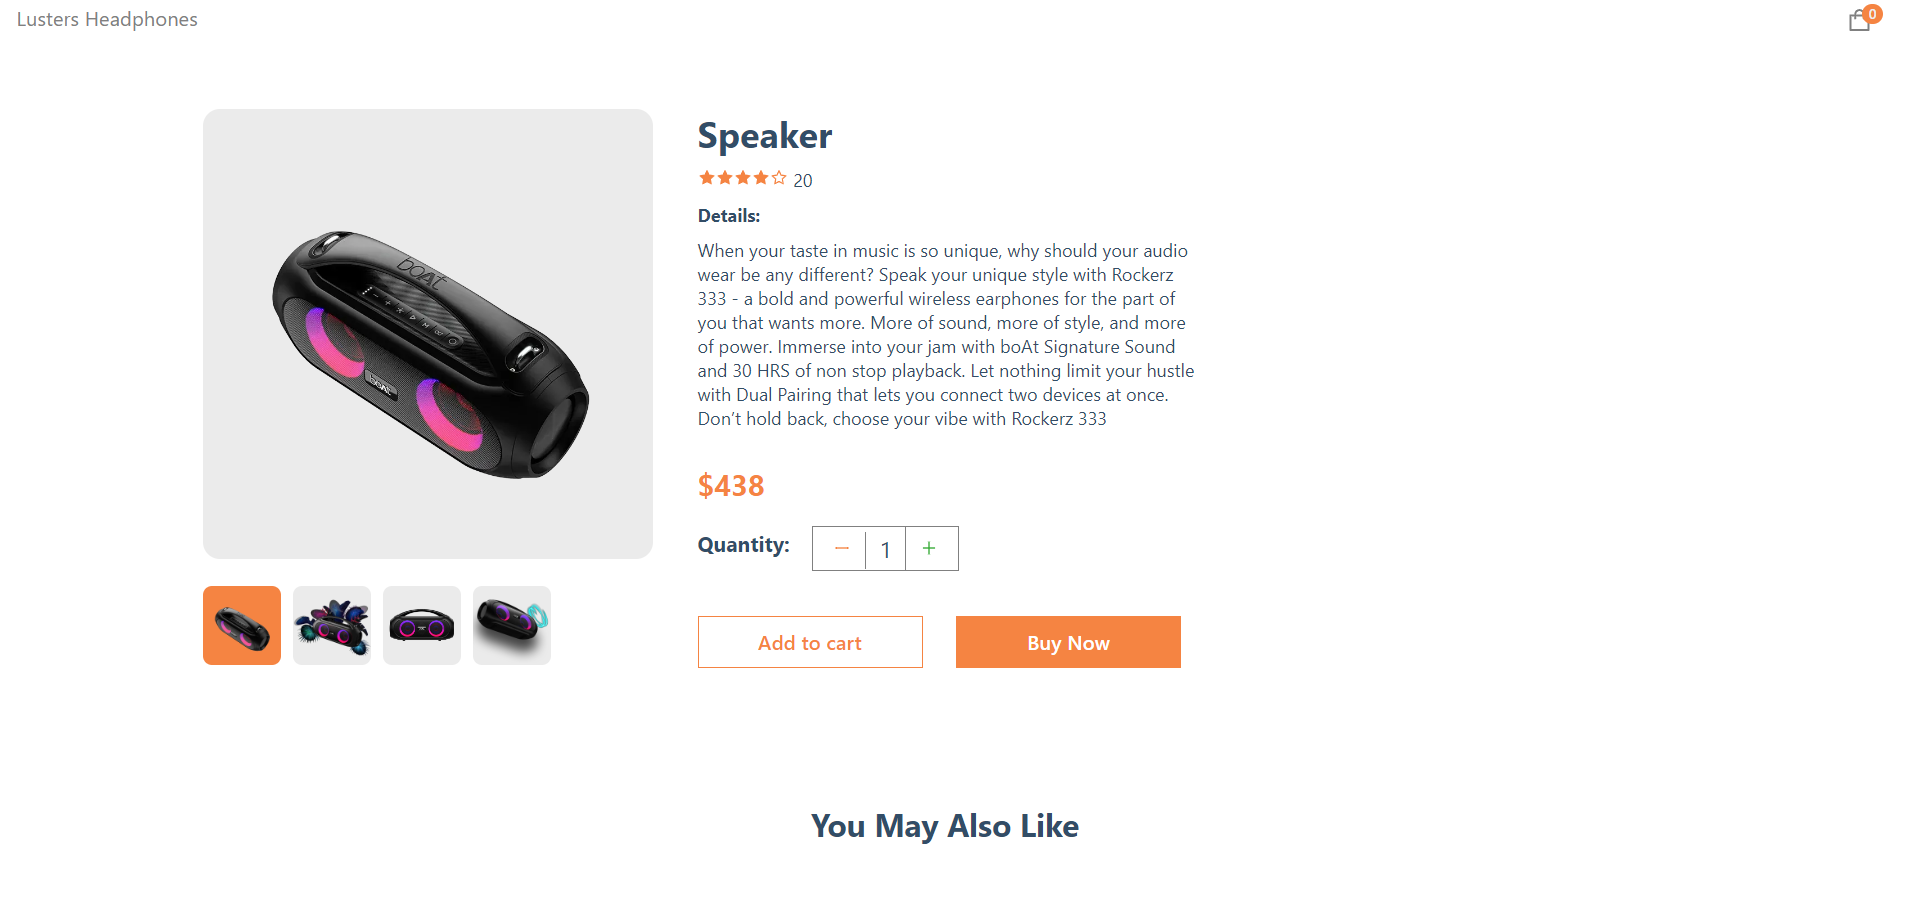 Lusters Headphones
0
boAt
boAt
Speaker
20
Details:
When your taste in music is so unique, why should your audio
wear be any different? Speak your unique style with Rockerz
333 - a bold and powerful wireless earphones for the part of
you that wants more. More of sound, more of style, and more
of power. Immerse into your jam with boAt Signature Sound
and 30 HRS of non stop playback. Let nothing limit your hustle
with Dual Pairing that lets you connect two devices at once.
Don’t hold back, choose your vibe with Rockerz 333
$438
Quantity: − 1 +
Add to cart
Buy Now
You May Also Like